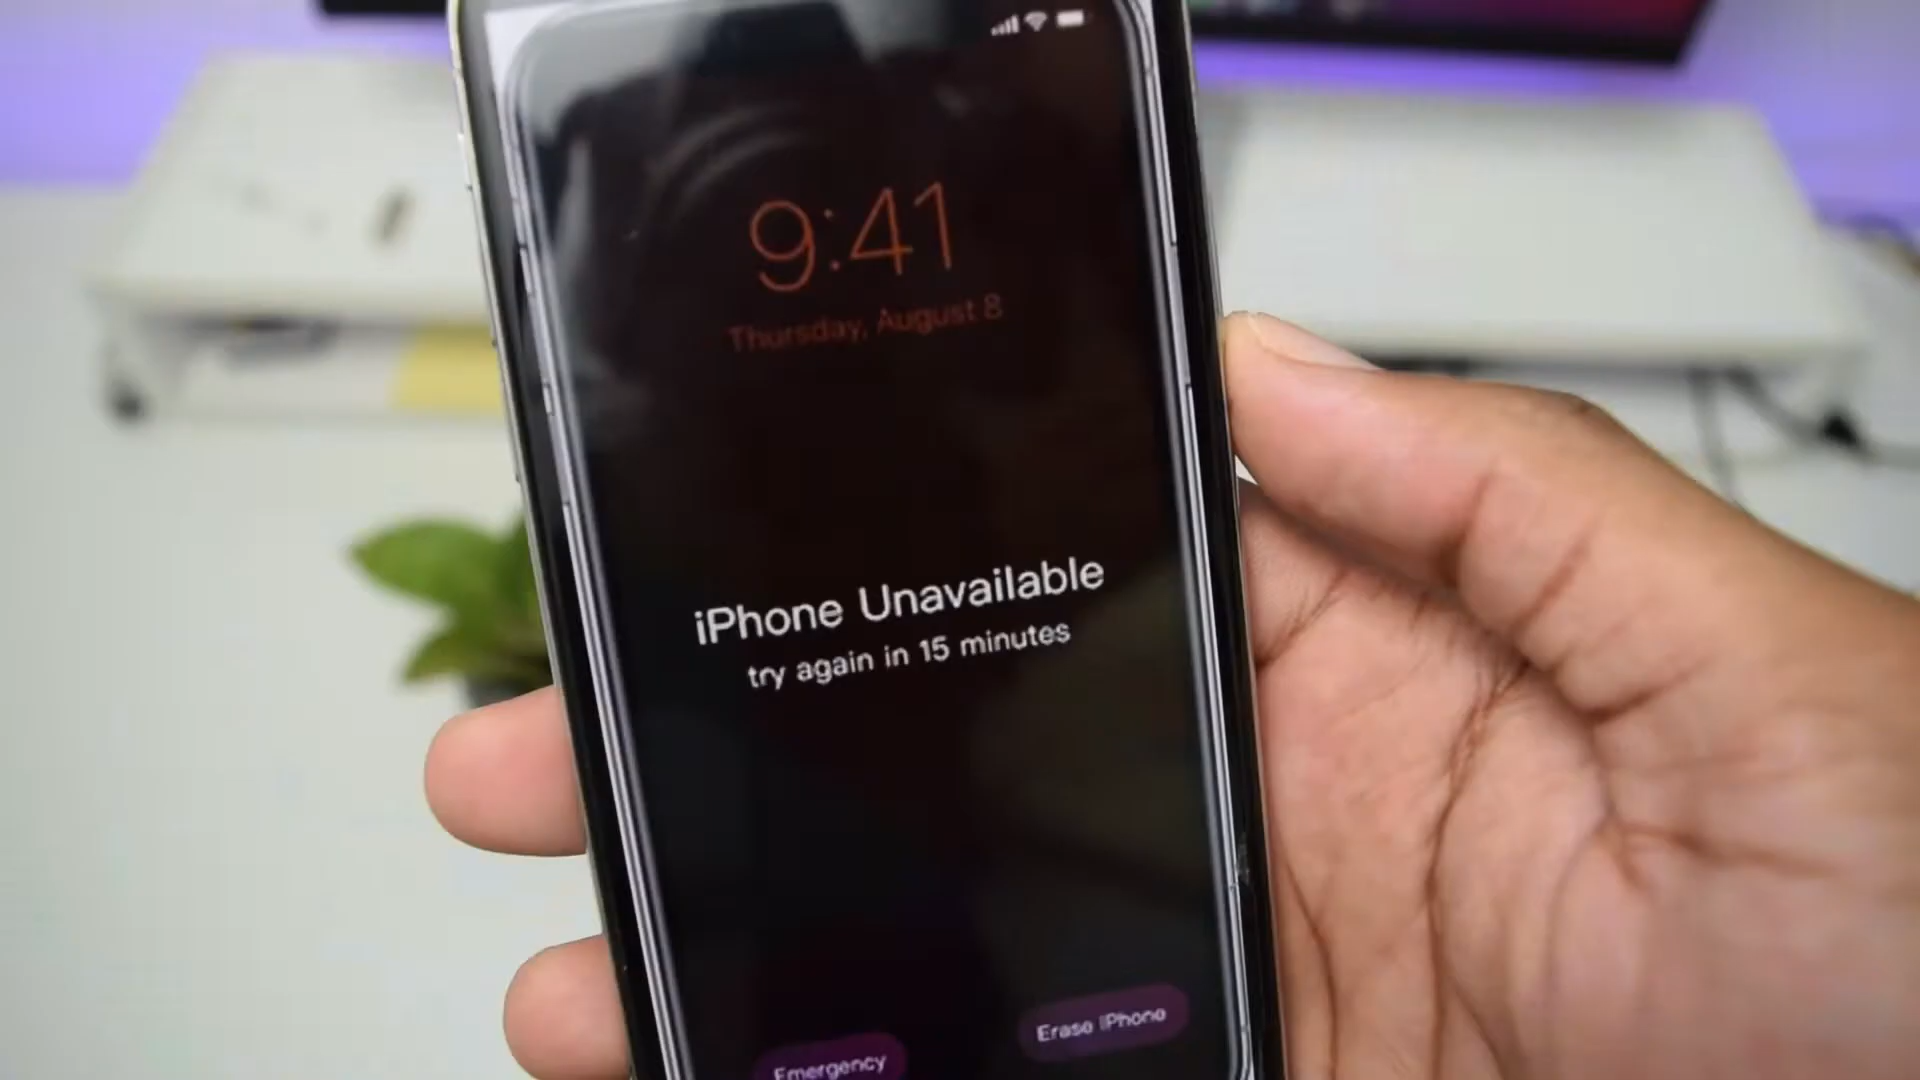 9:41
Thursday, August 8
iPhone Unavailable
try again in 15 minutes
Erase iPhone
Emergency